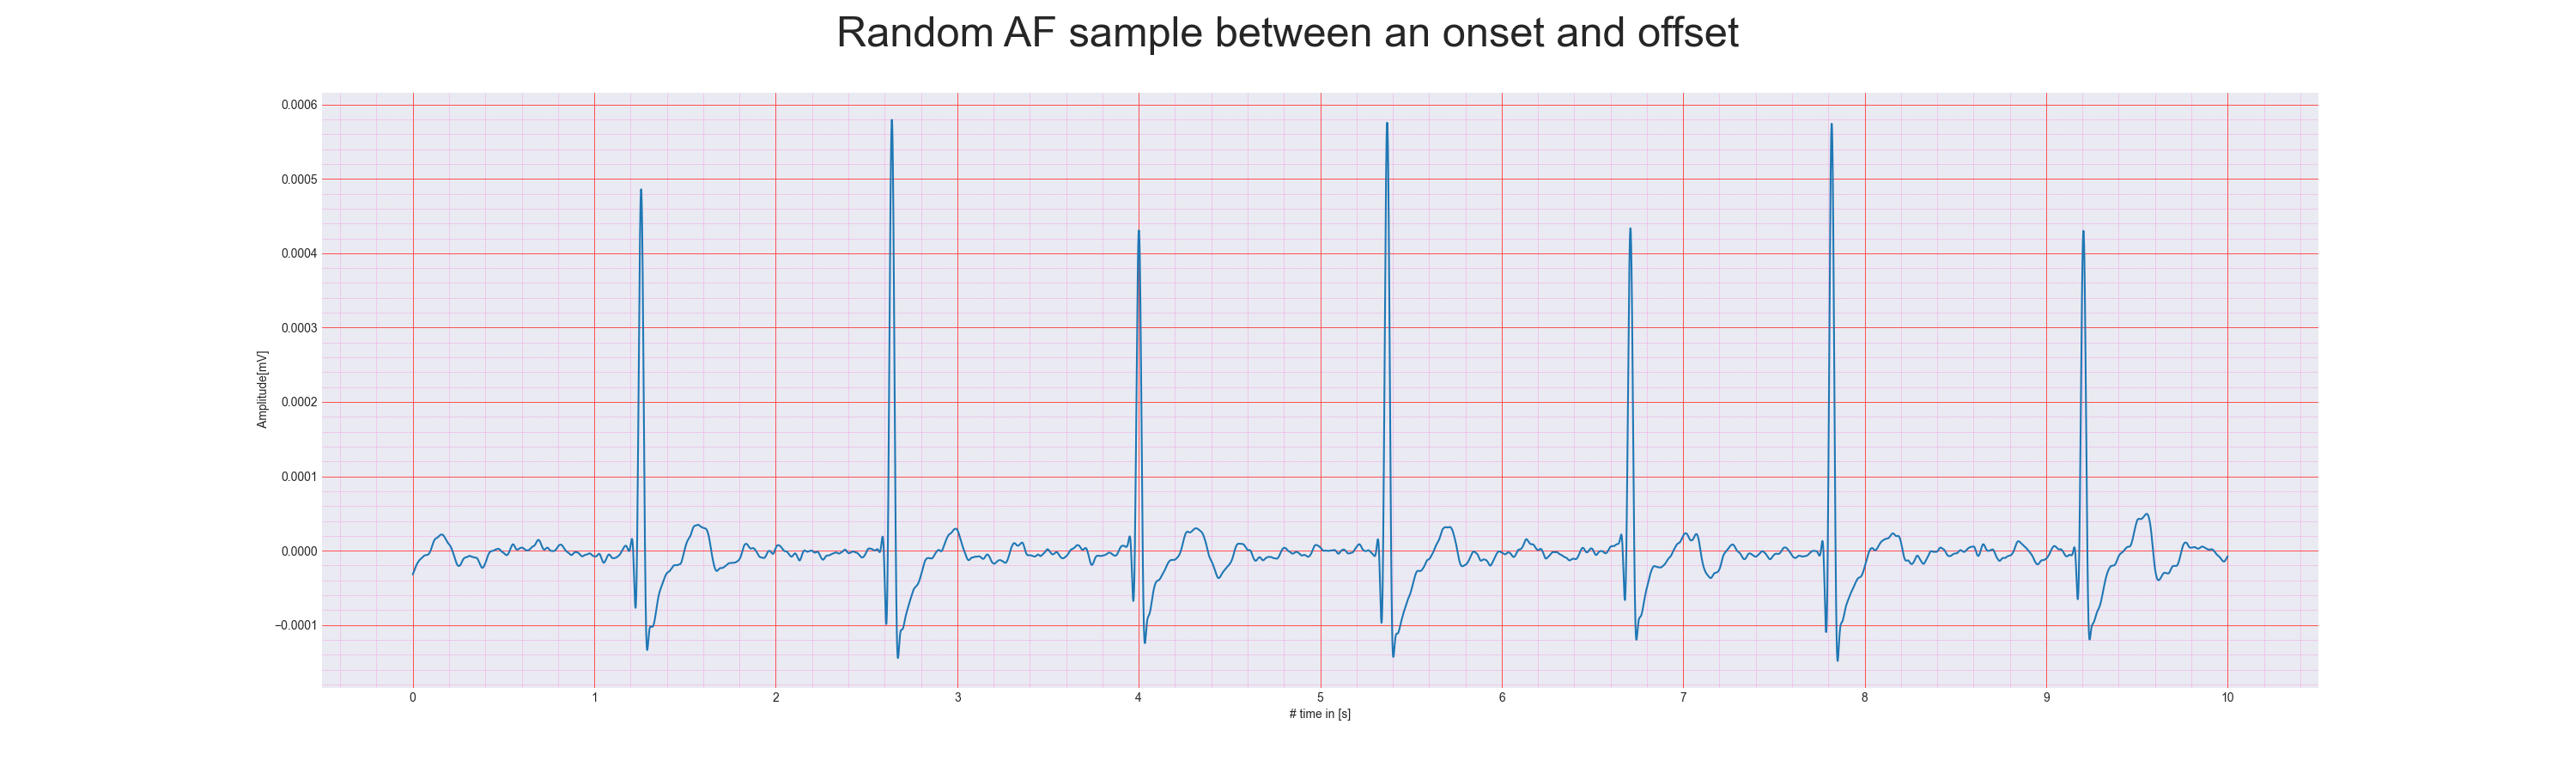 Random AF sample between an onset and offset
0.0006
0.0005
0.0004
0.0003
0.0002
0.0001
0.0000
−0.0001
Amplitude[mV]
0 1 2 3 4 5 6 7 8 9 10
# time in [s]